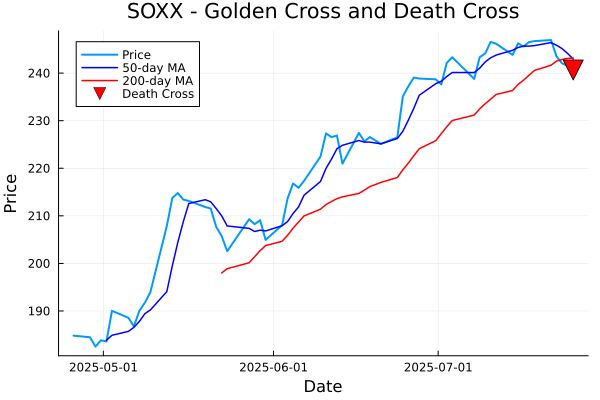 SOXX - Golden Cross and Death Cross
Price
50-day MA
200-day MA
Death Cross
Price
240
230
220
210
200
190
2025-05-01
2025-06-01
2025-07-01
Date